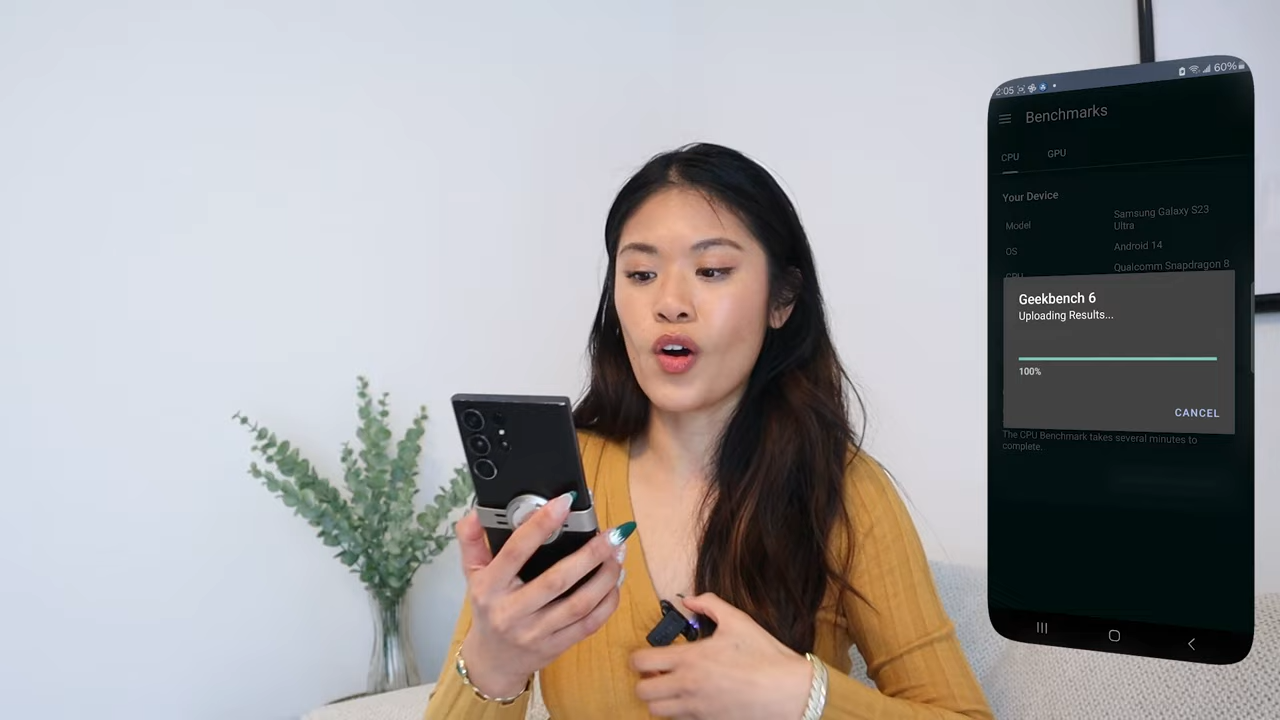 2:05
60%
Benchmarks
CPU GPU
Your Device
Model Samsung Galaxy S23
Ultra
OS Android 14
CPU Qualcomm Snapdragon 8
Geekbench 6
Uploading Results...
100%
CANCEL
The CPU Benchmark takes several minutes to
complete.